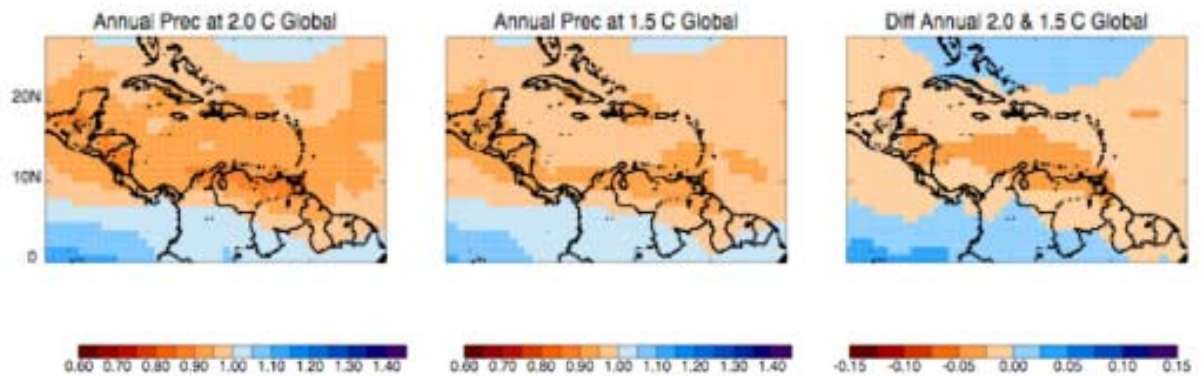 Annual Prec at 2.0 C Global
Annual Prec at 1.5 C Global
Diff Annual 2.0 & 1.5 C Global
20N
10N
0
0.60 0.70 0.80 0.90 1.00 1.10 1.20 1.30 1.40
0.60 0.70 0.80 0.90 1.00 1.10 1.20 1.30 1.40
-0.15 -0.10 -0.05 0.00 0.05 0.10 0.15